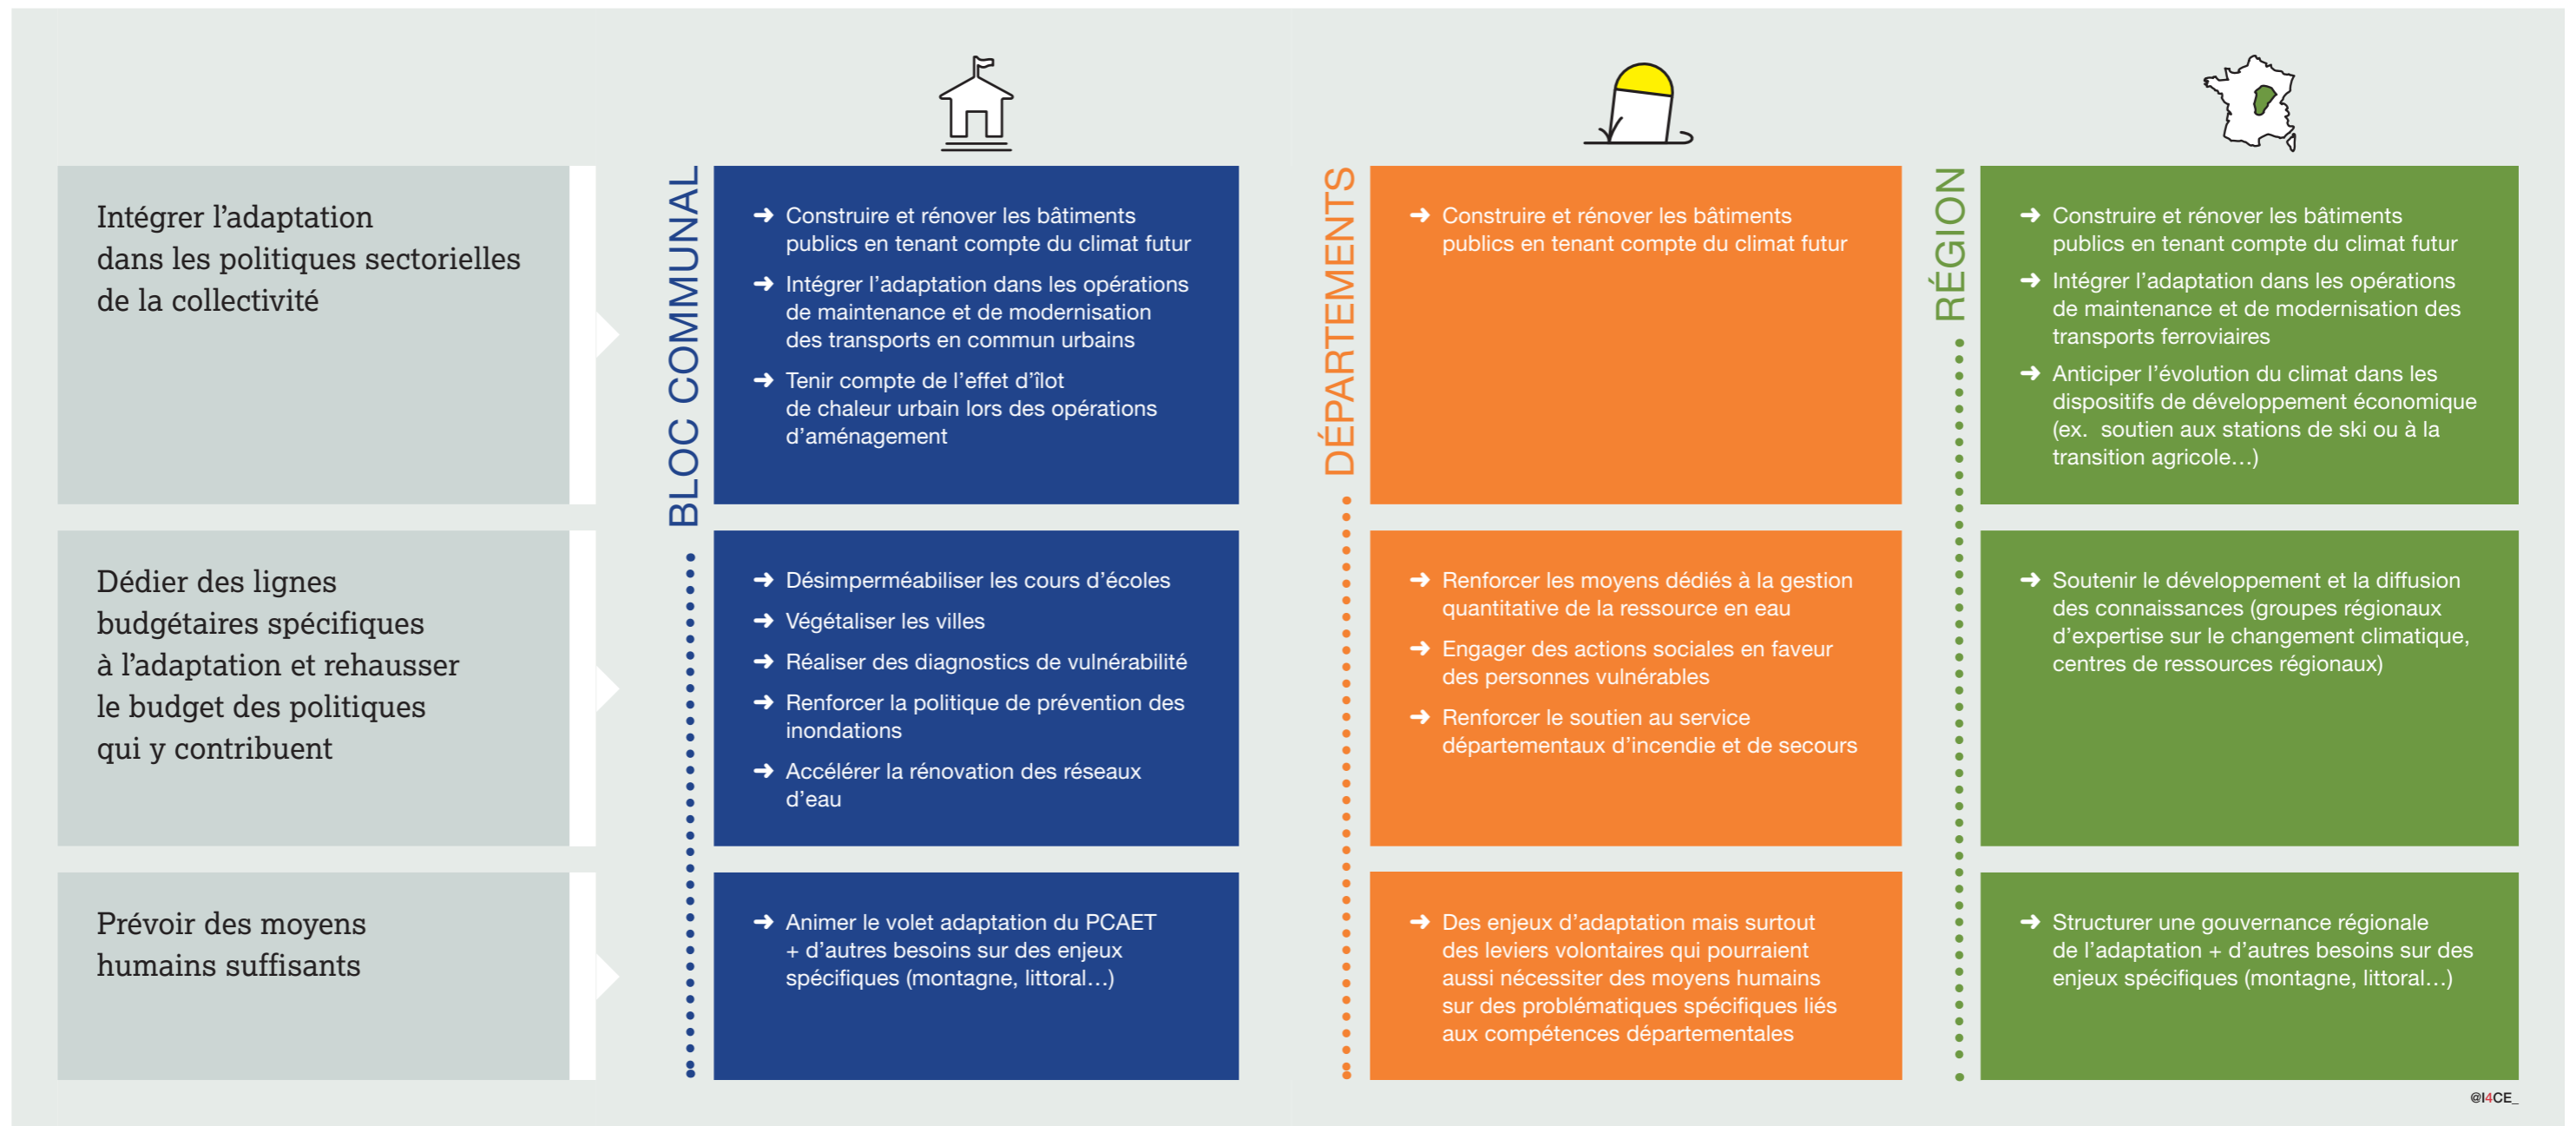 Intégrer l’adaptation
dans les politiques sectorielles
de la collectivité
BLOC COMMUNAL
➜ Construire et rénover les bâtiments
publics en tenant compte du climat futur
➜ Intégrer l’adaptation dans les opérations
de maintenance et de modernisation
des transports en commun urbains
➜ Tenir compte de l’effet d’îlot
de chaleur urbain lors des opérations
d’aménagement
DÉPARTEMENTS
➜ Construire et rénover les bâtiments
publics en tenant compte du climat futur
RÉGION
➜ Construire et rénover les bâtiments
publics en tenant compte du climat futur
➜ Intégrer l’adaptation dans les opérations
de maintenance et de modernisation des
transports ferroviaires
➜ Anticiper l’évolution du climat dans les
dispositifs de développement économique
(ex. soutien aux stations de ski ou à la
transition agricole…)
Dédier des lignes
budgétaires spécifiques
à l’adaptation et rehausser
le budget des politiques
qui y contribuent
➜ Désimperméabiliser les cours d’écoles
➜ Végétaliser les villes
➜ Réaliser des diagnostics de vulnérabilité
➜ Renforcer la politique de prévention des
inondations
➜ Accélérer la rénovation des réseaux
d’eau
➜ Renforcer les moyens dédiés à la gestion
quantitative de la ressource en eau
➜ Engager des actions sociales en faveur
des personnes vulnérables
➜ Renforcer le soutien au service
départementaux d’incendie et de secours
➜ Soutenir le développement et la diffusion
des connaissances (groupes régionaux
d’expertise sur le changement climatique,
centres de ressources régionaux)
Prévoir des moyens
humains suffisants
➜ Animer le volet adaptation du PCAET
+ d’autres besoins sur des enjeux
spécifiques (montagne, littoral…)
➜ Des enjeux d’adaptation mais surtout
des leviers volontaires qui pourraient
aussi nécessiter des moyens humains
sur des problématiques spécifiques liés
aux compétences départementales
➜ Structurer une gouvernance régionale
de l’adaptation + d’autres besoins sur des
enjeux spécifiques (montagne, littoral…)
@I4CE_